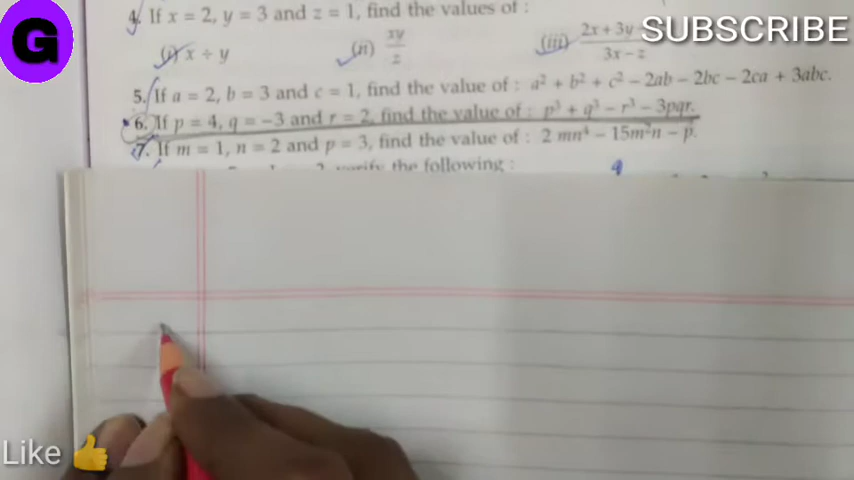 G
SUBSCRIBE
4. If x = 2, y = 3 and z = 1, find the values of :
(i) x ÷ y (ii) xy/z (iii) 2x + 3y/3x − z
5. If a = 2, b = 3 and c = 1, find the value of : a² + b² + c² − 2ab − 2bc − 2ca + 3abc.
6. If p = 4, q = −3 and r = 2, find the value of : p³ + q³ − r³ − 3pqr.
7. If m = 1, n = 2 and p = 3, find the value of : 2 mn⁴ − 15m²n − p.
verify the following :
Like 👍